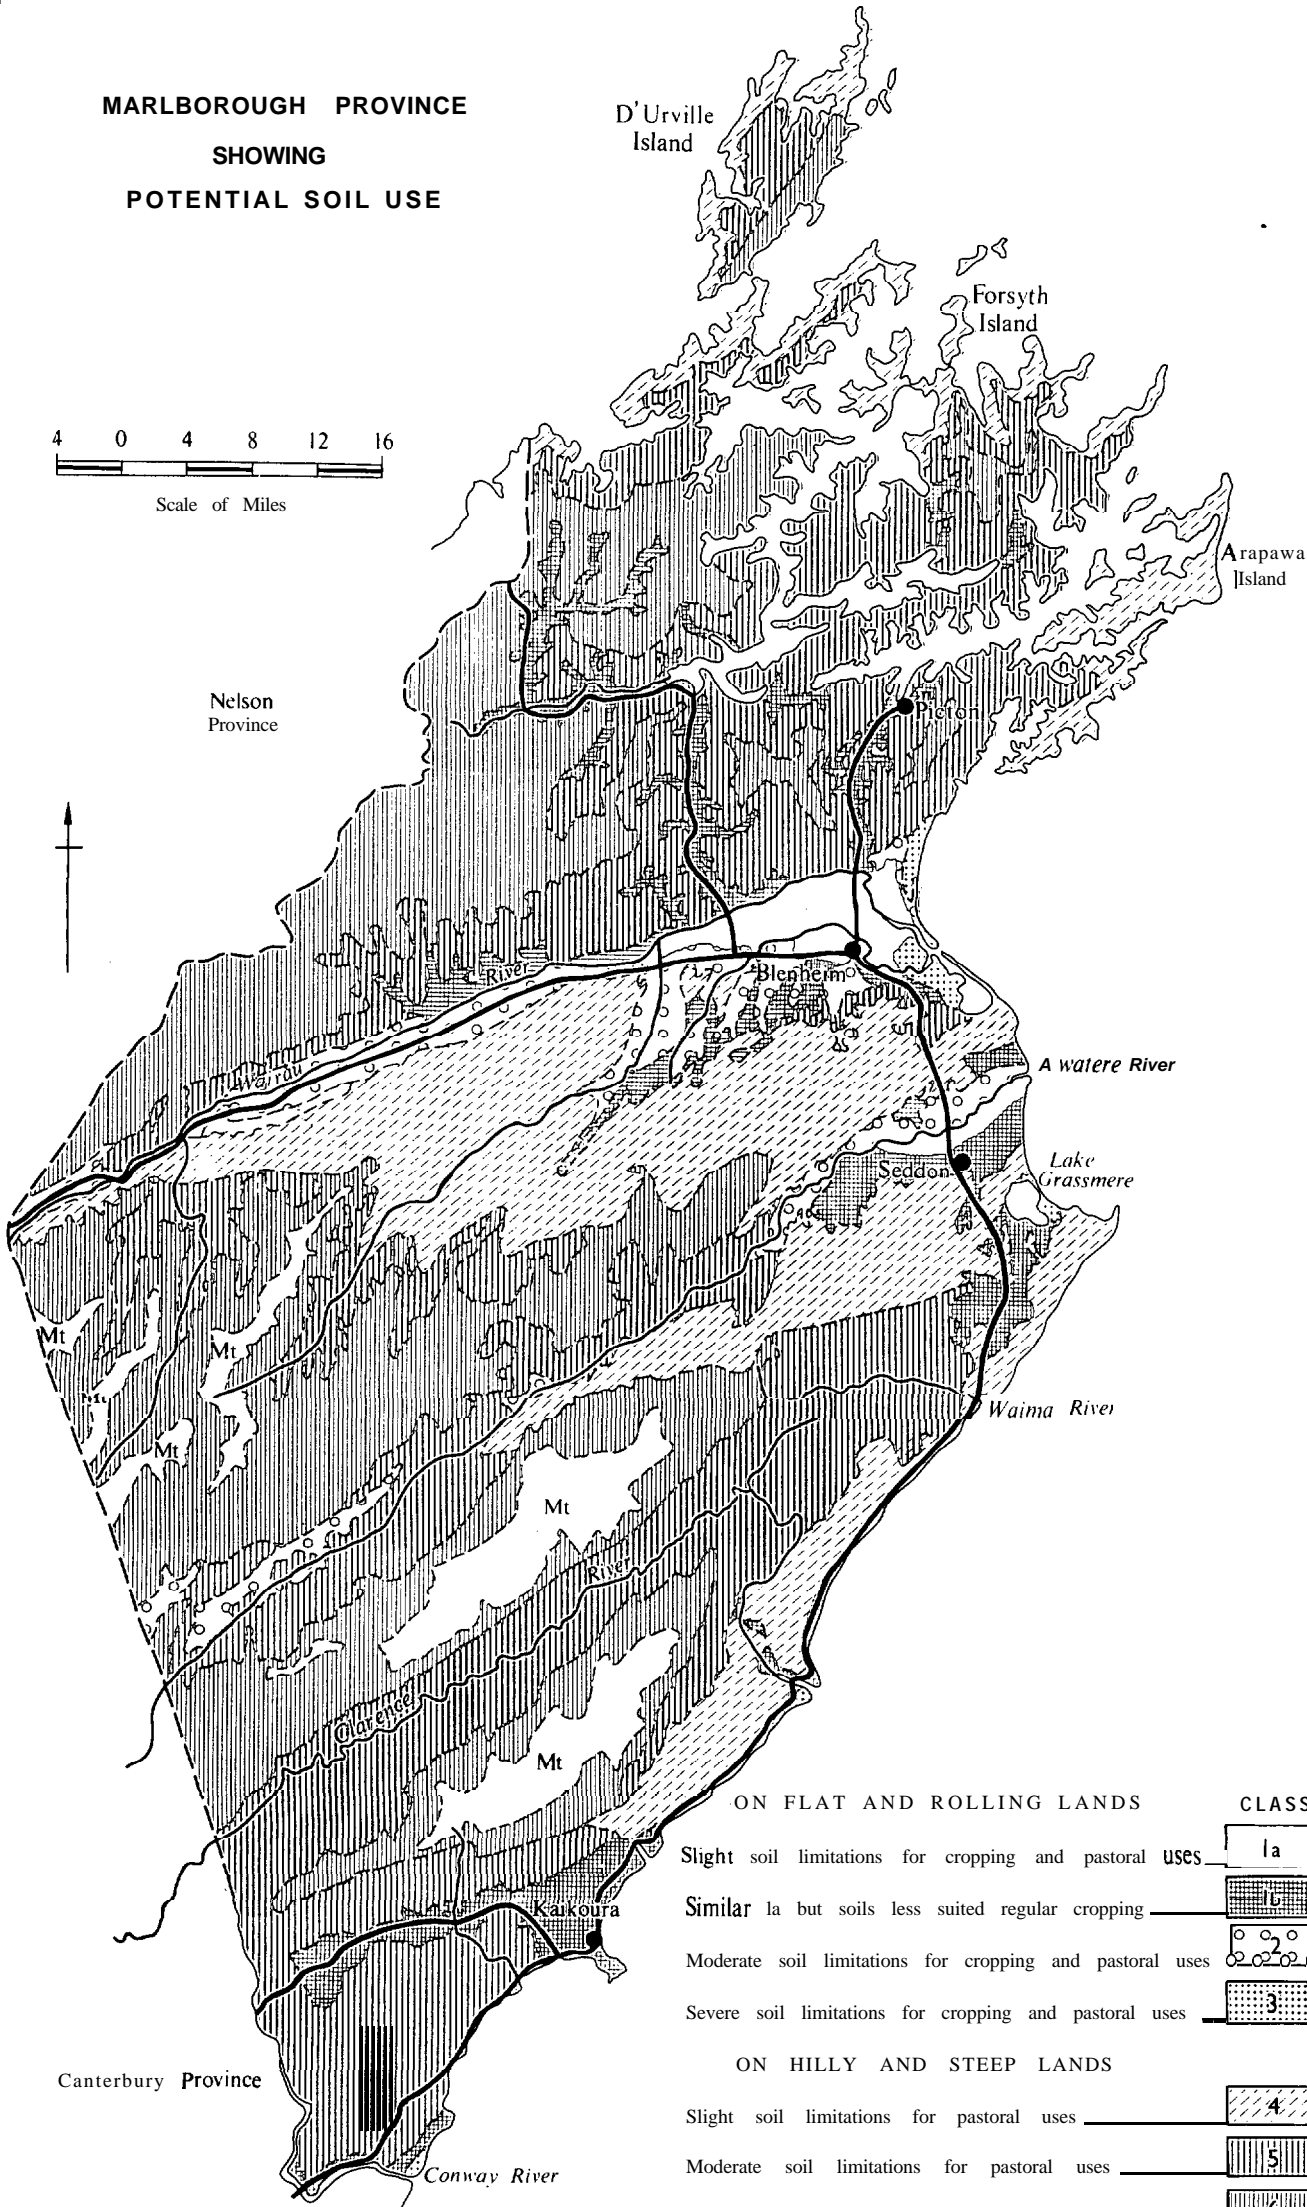 MARLBOROUGH PROVINCE
SHOWING
POTENTIAL SOIL USE
D'Urville
Island
Forsyth
Island
4 0 4 8 12 16
Scale of Miles
Arapawa
Island
Nelson
Province
Picton
River
Blenheim
Wairau
Awatere River
Seddon
Lake
Grassmere
Mt
Mt
Mt
Mt
Waima River
Mt
River
Clarence
Mt
ON FLAT AND ROLLING LANDS CLASS
Slight soil limitations for cropping and pastoral uses 1a
Similar 1a but soils less suited regular cropping 1b
Kaikoura
Moderate soil limitations for cropping and pastoral uses 2
Severe soil limitations for cropping and pastoral uses 3
ON HILLY AND STEEP LANDS
Canterbury Province
Slight soil limitations for pastoral uses 4
Moderate soil limitations for pastoral uses 5
Conway River